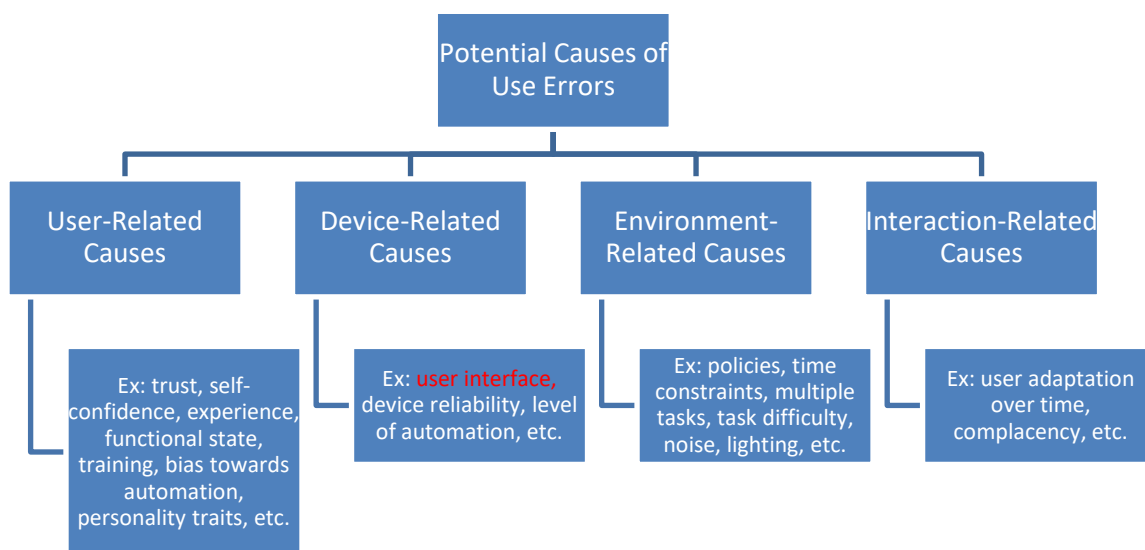 Potential Causes of
Use Errors
User-Related
Causes
Device-Related
Causes
Environment-
Related Causes
Interaction-Related
Causes
Ex: trust, self-
confidence, experience,
functional state,
training, bias towards
automation,
personality traits, etc.
Ex: user interface,
device reliability, level
of automation, etc.
Ex: policies, time
constraints, multiple
tasks, task difficulty,
noise, lighting, etc.
Ex: user adaptation
over time,
complacency, etc.